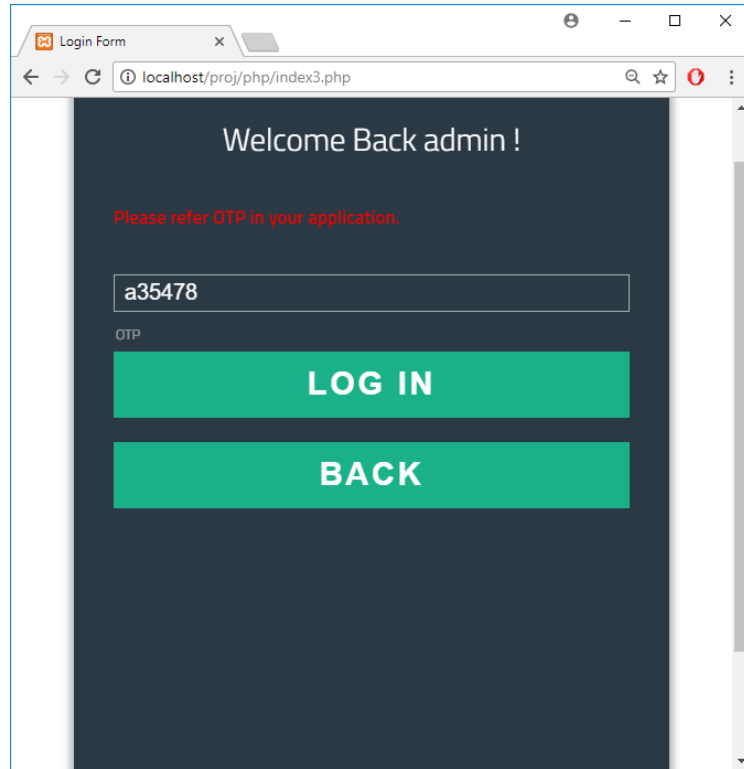 Login Form
localhost/proj/php/index3.php
Welcome Back admin !
Please refer OTP in your application.
a35478
OTP
LOG IN
BACK